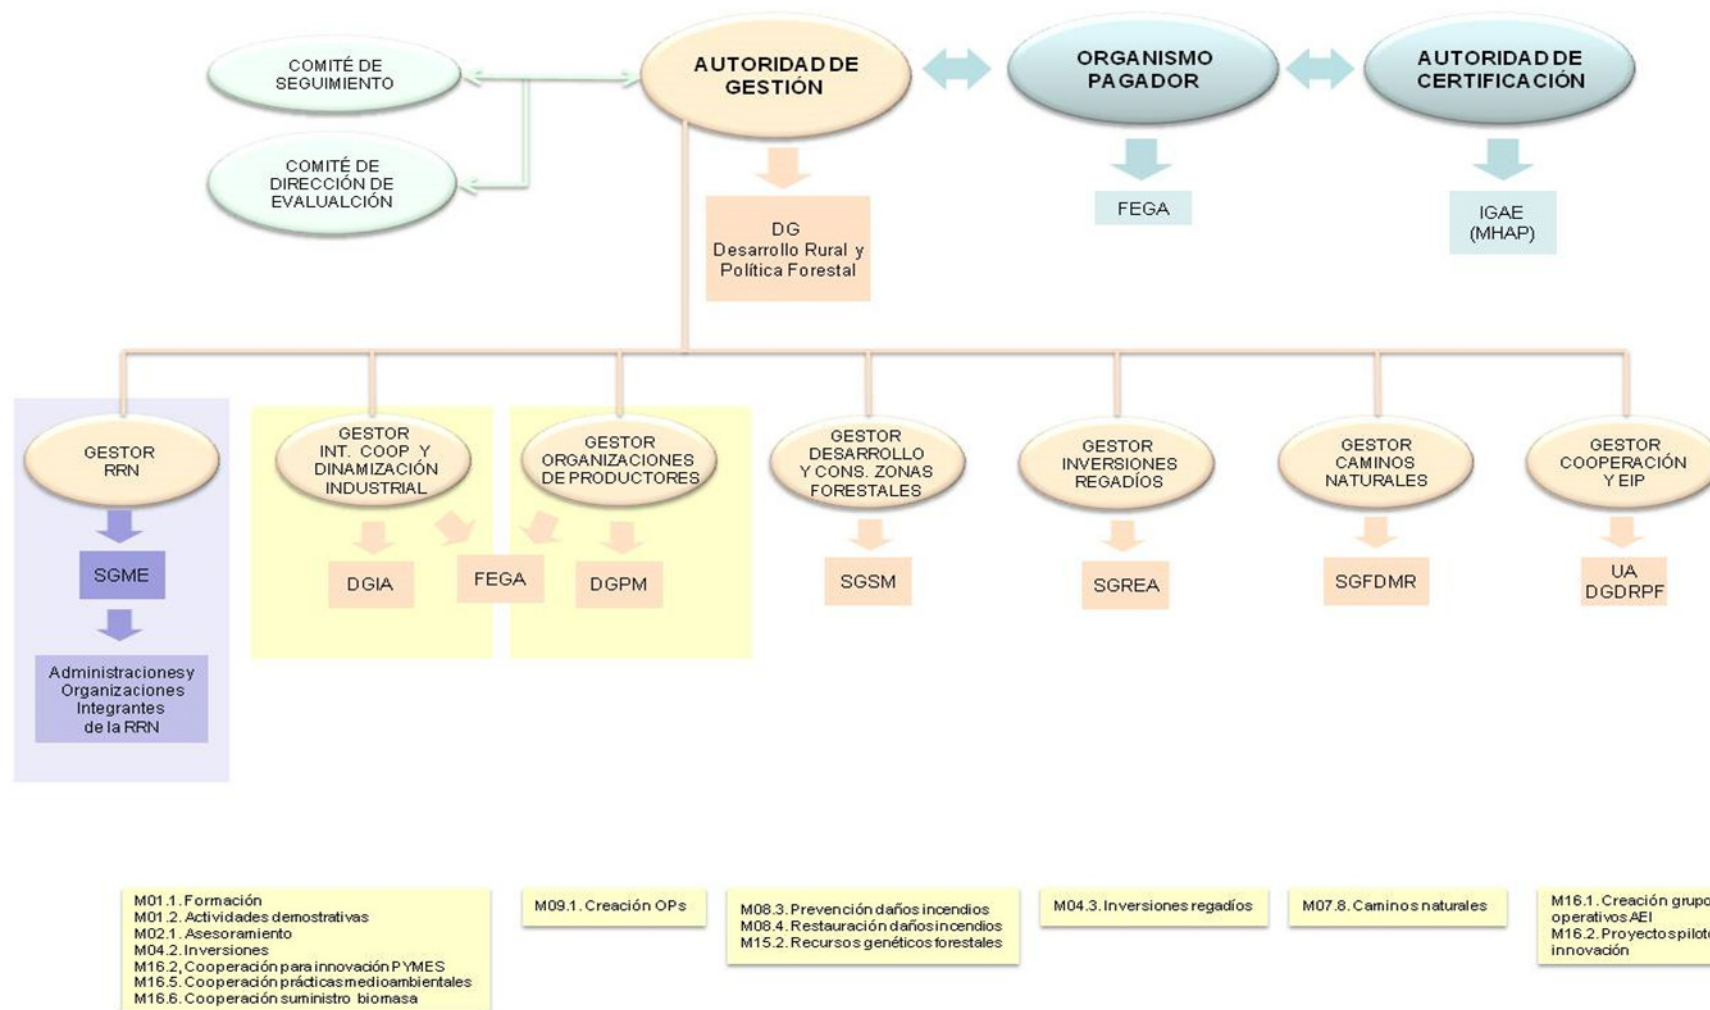 COMITÉ DE
SEGUIMIENTO
AUTORIDAD DE
GESTIÓN
ORGANISMO
PAGADOR
AUTORIDAD DE
CERTIFICACIÓN
COMITÉ DE
DIRECCIÓN DE
EVALUALCIÓN
DG
Desarrollo Rural y
Política Forestal
FEGA
IGAE
(MHAP)
GESTOR
RRN
GESTOR
INT. COOP Y
DINAMIZACIÓN
INDUSTRIAL
GESTOR
ORGANIZACIONES
DE PRODUCTORES
GESTOR
DESARROLLO
Y CONS. ZONAS
FORESTALES
GESTOR
INVERSIONES
REGADÍOS
GESTOR
CAMINOS
NATURALES
GESTOR
COOPERACIÓN
Y EIP
SGME
DGIA
FEGA
DGPM
SGSM
SGREA
SGFDMR
UA
DGDRPF
Administraciones y
Organizaciones
Integrantes
de la RRN
M01.1. Formación
M01.2. Actividades demostrativas
M02.1. Asesoramiento
M04.2. Inversiones
M16.2, Cooperación para innovación PYMES
M16.5. Cooperación prácticas medioambientales
M16.6. Cooperación suministro biomasa
M09.1. Creación OPs
M08.3. Prevención daños incendios
M08.4. Restauración daños incendios
M15.2. Recursos genéticos forestales
M04.3. Inversiones regadíos
M07.8. Caminos naturales
M16.1. Creación grupo
operativos AEI
M16.2. Proyectos piloto
innovación